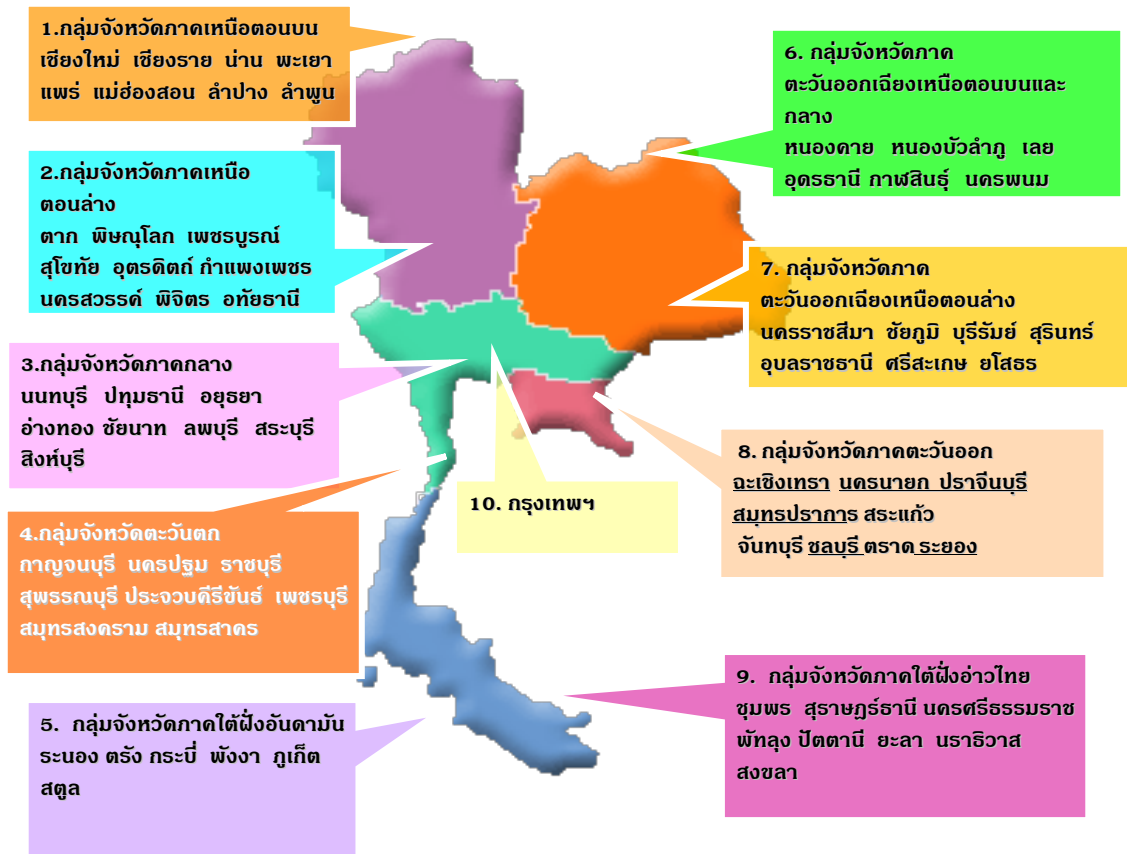 1.กลุ่มจังหวัดภาคเหนือตอนบน
เชียงใหม่ เชียงราย น่าน พะเยา
แพร่ แม่ฮ่องสอน ลำปาง ลำพูน
2.กลุ่มจังหวัดภาคเหนือ
ตอนล่าง
ตาก พิษณุโลก เพชรบูรณ์
สุโขทัย อุตรดิตถ์ กำแพงเพชร
นครสวรรค์ พิจิตร อทัยธานี
3.กลุ่มจังหวัดภาคกลาง
นนทบุรี ปทุมธานี อยุธยา
อ่างทอง ชัยนาท ลพบุรี สระบุรี
สิงห์บุรี
4.กลุ่มจังหวัดตะวันตก
กาญจนบุรี นครปฐม ราชบุรี
สุพรรณบุรี ประจวบคีรีขันธ์ เพชรบุรี
สมุทรสงคราม สมุทรสาคร
5. กลุ่มจังหวัดภาคใต้ฝั่งอันดามัน
ระนอง ตรัง กระบี่ พังงา ภูเก็ต
สตูล
6. กลุ่มจังหวัดภาค
ตะวันออกเฉียงเหนือตอนบนและ
กลาง
หนองคาย หนองบัวลำภู เลย
อุดรธานี กาฬสินธุ์ นครพนม
7. กลุ่มจังหวัดภาค
ตะวันออกเฉียงเหนือตอนล่าง
นครราชสีมา ชัยภูมิ บุรีรัมย์ สุรินทร์
อุบลราชธานี ศรีสะเกษ ยโสธร
8. กลุ่มจังหวัดภาคตะวันออก
ฉะเชิงเทรา นครนายก ปราจีนบุรี
สมุทรปราการ สระแก้ว
จันทบุรี ชลบุรี ตราด ระยอง
9. กลุ่มจังหวัดภาคใต้ฝั่งอ่าวไทย
ชุมพร สุราษฎร์ธานี นครศรีธรรมราช
พัทลุง ปัตตานี ยะลา นราธิวาส
สงขลา
10. กรุงเทพฯ